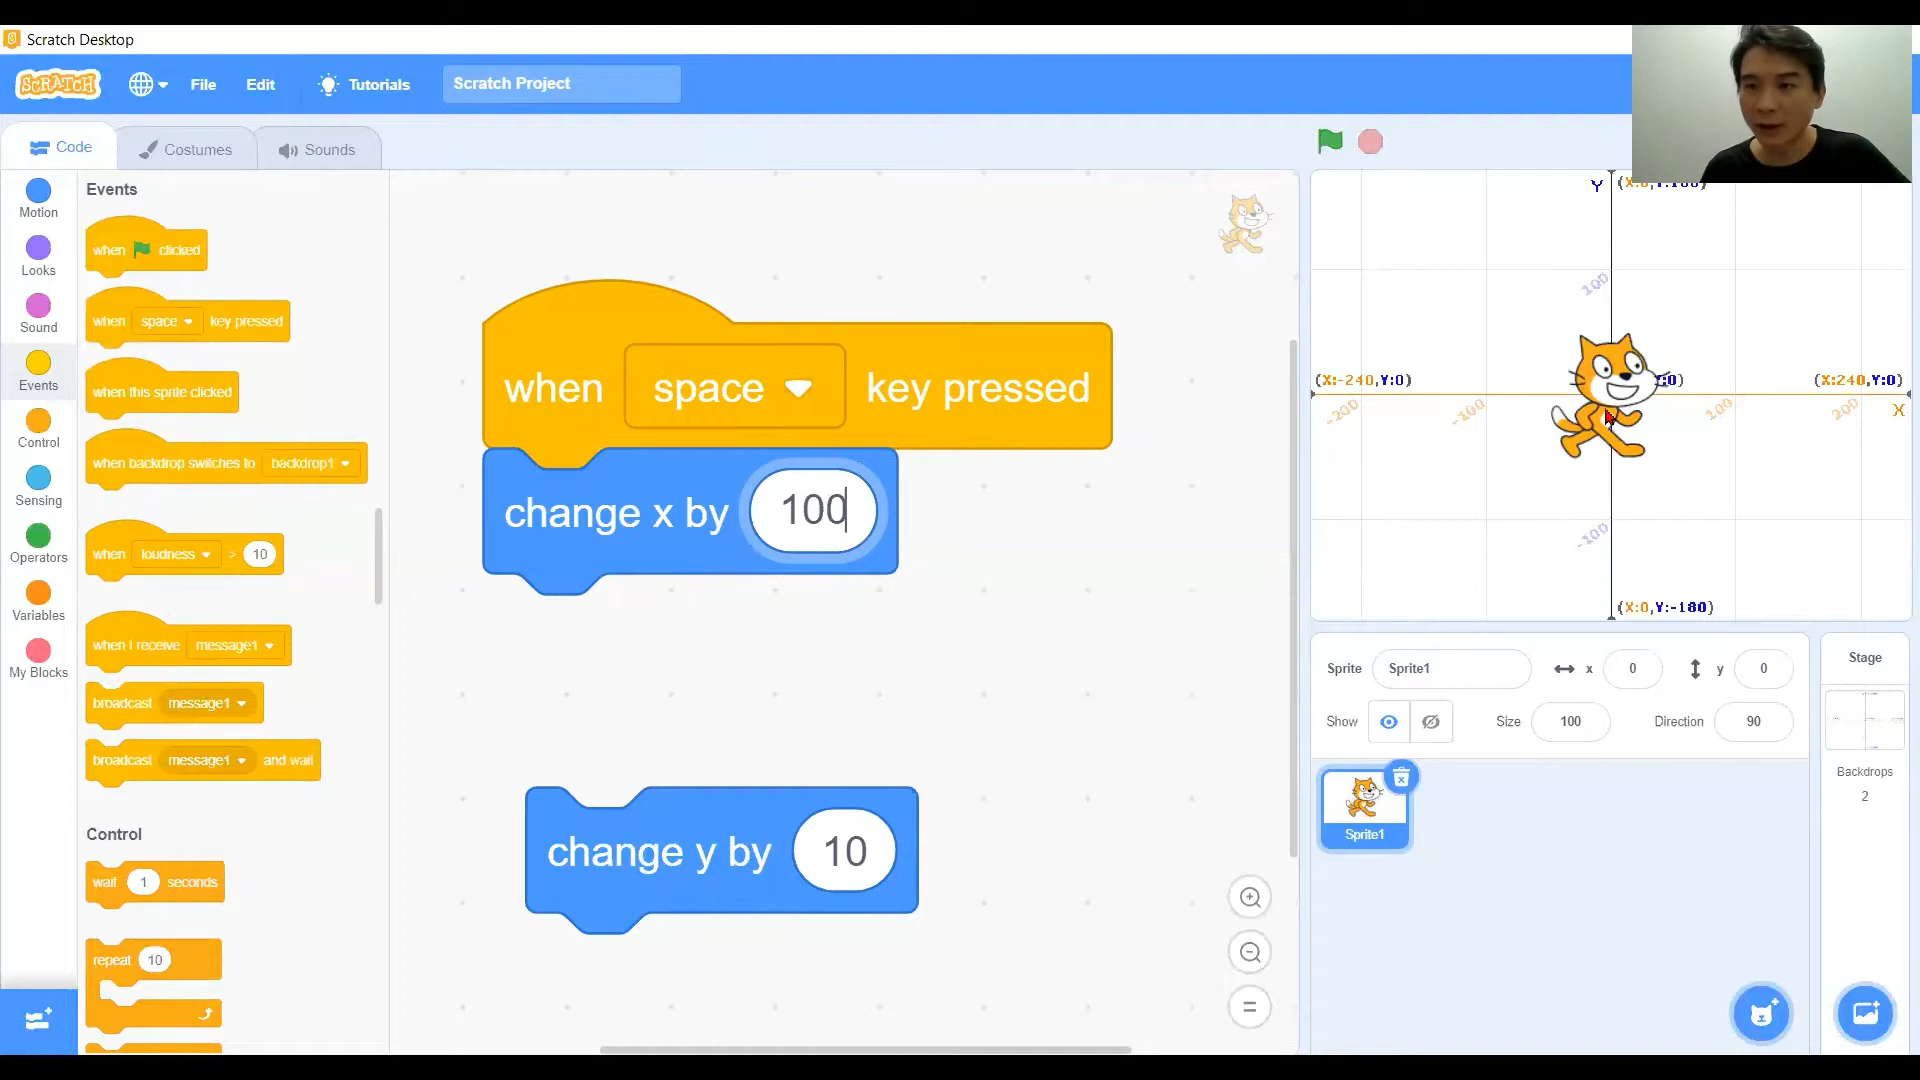 Scratch Desktop
SCRATCH
File
Edit
Tutorials
Scratch Project
Code
Costumes
Sounds
Motion
Looks
Sound
Events
Control
Sensing
Operators
Variables
My Blocks
Events
when clicked
when space key pressed
when this sprite clicked
when backdrop switches to backdrop1
when loudness > 10
when I receive message1
broadcast message1
broadcast message1 and wait
Control
wait 1 seconds
repeat 10
when space key pressed
change x by 100
change y by 10
Y
100
(X:-240,Y:0)
(X:240,Y:0)
-200
-100
100
200
X
-100
(X:0,Y:-180)
Sprite
Sprite1
x
0
y
0
Show
Size
100
Direction
90
Sprite1
Stage
Backdrops
2